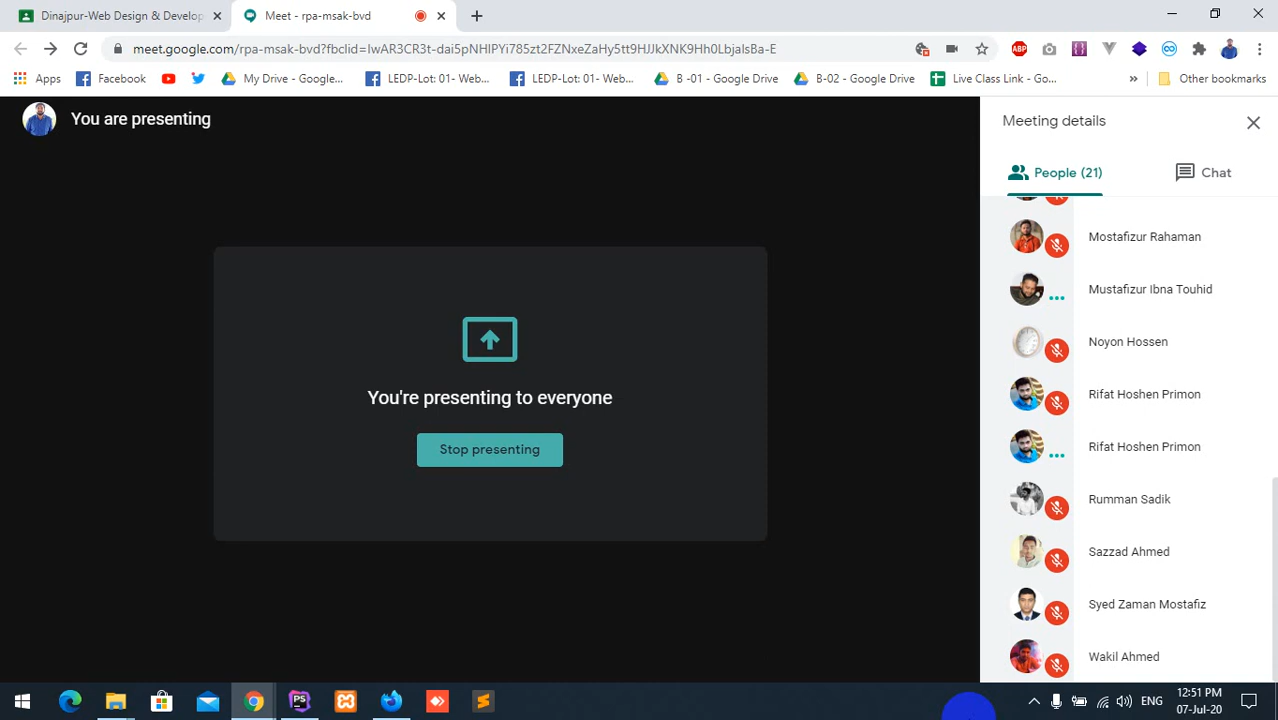 Dinajpur-Web Design & Develop
Meet - rpa-msak-bvd
meet.google.com/rpa-msak-bvd?fbclid=IwAR3CR3t-dai5pNHIPYi785zt2FZNxeZaHy5tt9HJJkXNK9Hh0LbjalsBa-E
ABP
Apps
Facebook
My Drive - Google...
LEDP-Lot: 01- Web...
LEDP-Lot: 01- Web...
B -01 - Google Drive
B-02 - Google Drive
Live Class Link - Go...
Other bookmarks
You are presenting
Meeting details
People (21)
Chat
Mostafizur Rahaman
Mustafizur Ibna Touhid
Noyon Hossen
Rifat Hoshen Primon
Rifat Hoshen Primon
Rumman Sadik
Sazzad Ahmed
Syed Zaman Mostafiz
Wakil Ahmed
You're presenting to everyone
Stop presenting
PS
ENG
12:51 PM
07-Jul-20